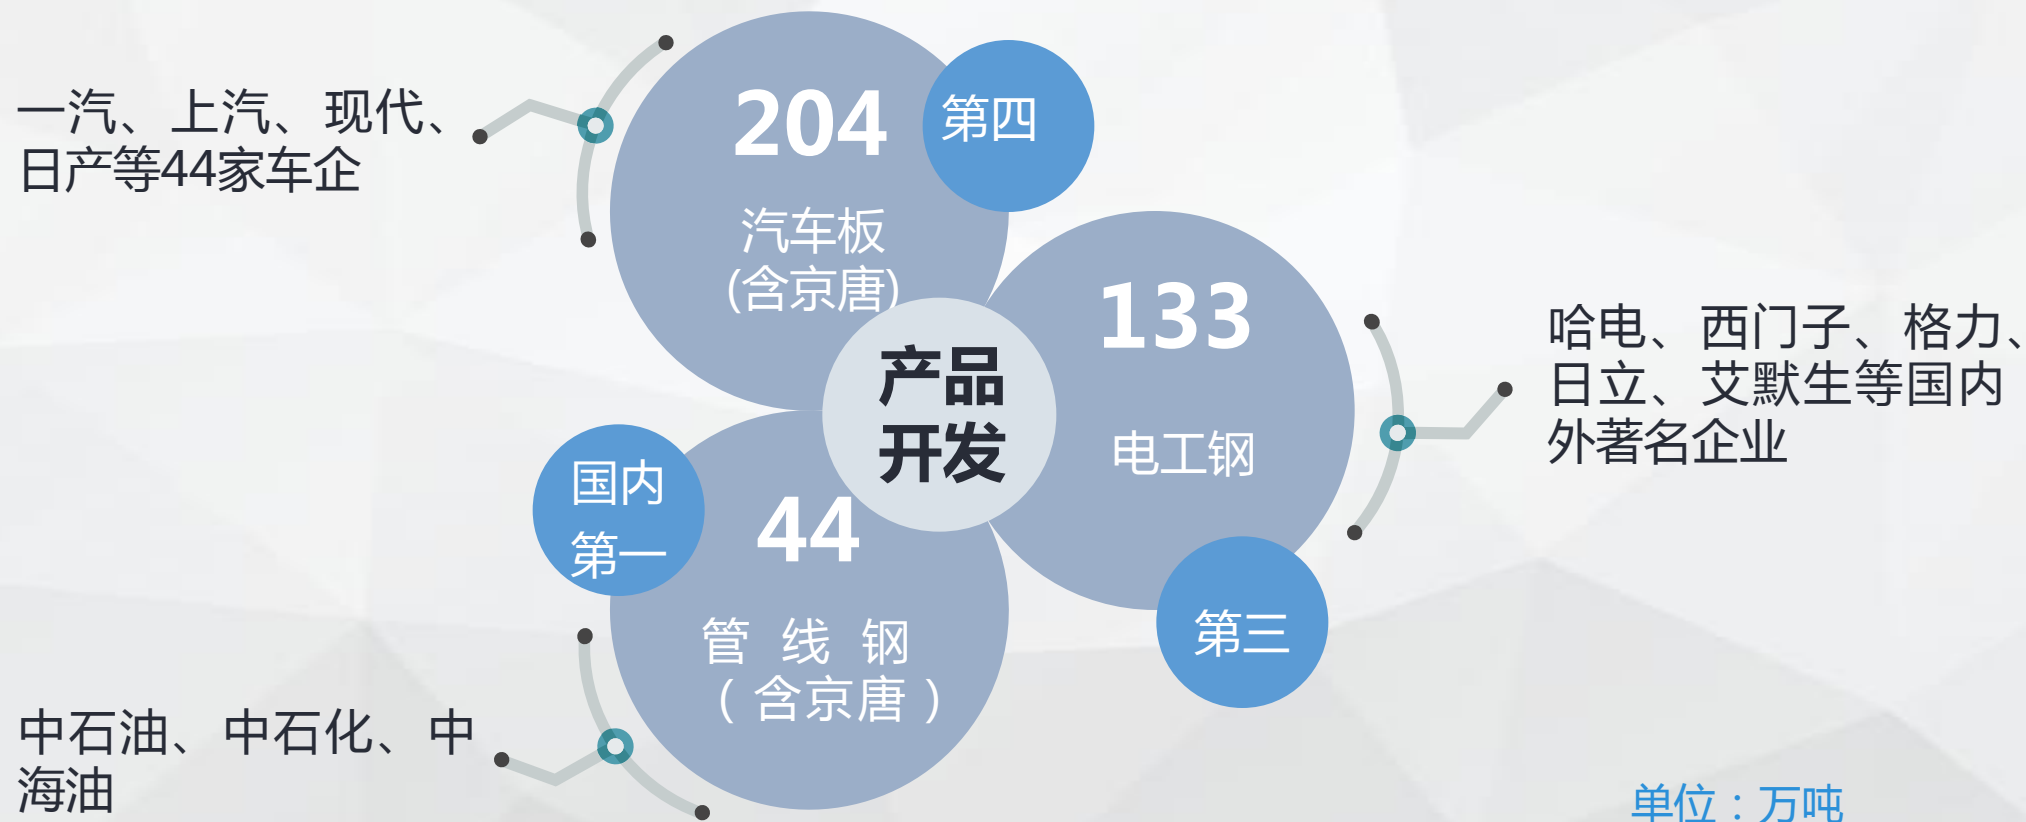 一汽、上汽、现代、
日产等44家车企
204
第四
汽车板
(含京唐)
133
电工钢
第三
哈电、西门子、格力、
日立、艾默生等国内
外著名企业
产品
开发
国内
第一
44
管 线 钢
( 含京唐 )
中石油、中石化、中
海油
单位：万吨